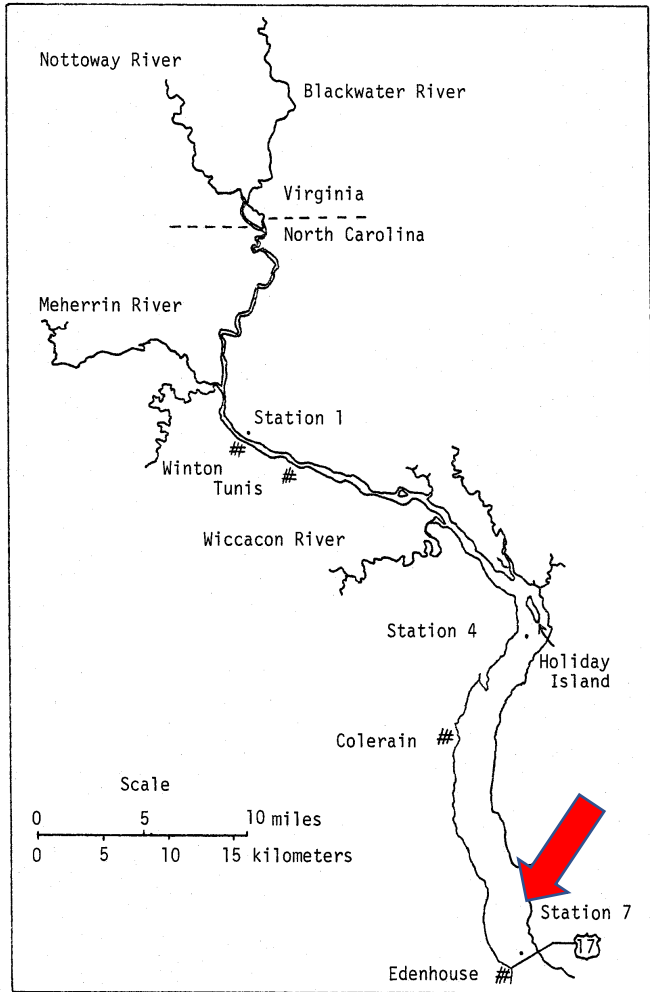 Nottoway River
Blackwater River
Virginia
North Carolina
Meherrin River
Station 1
Winton
Tunis
Wiccacon River
Station 4
Holiday
Island
Colerain
Scale
0 5 10 miles
0 5 10 15 kilometers
Station 7
17
Edenhouse